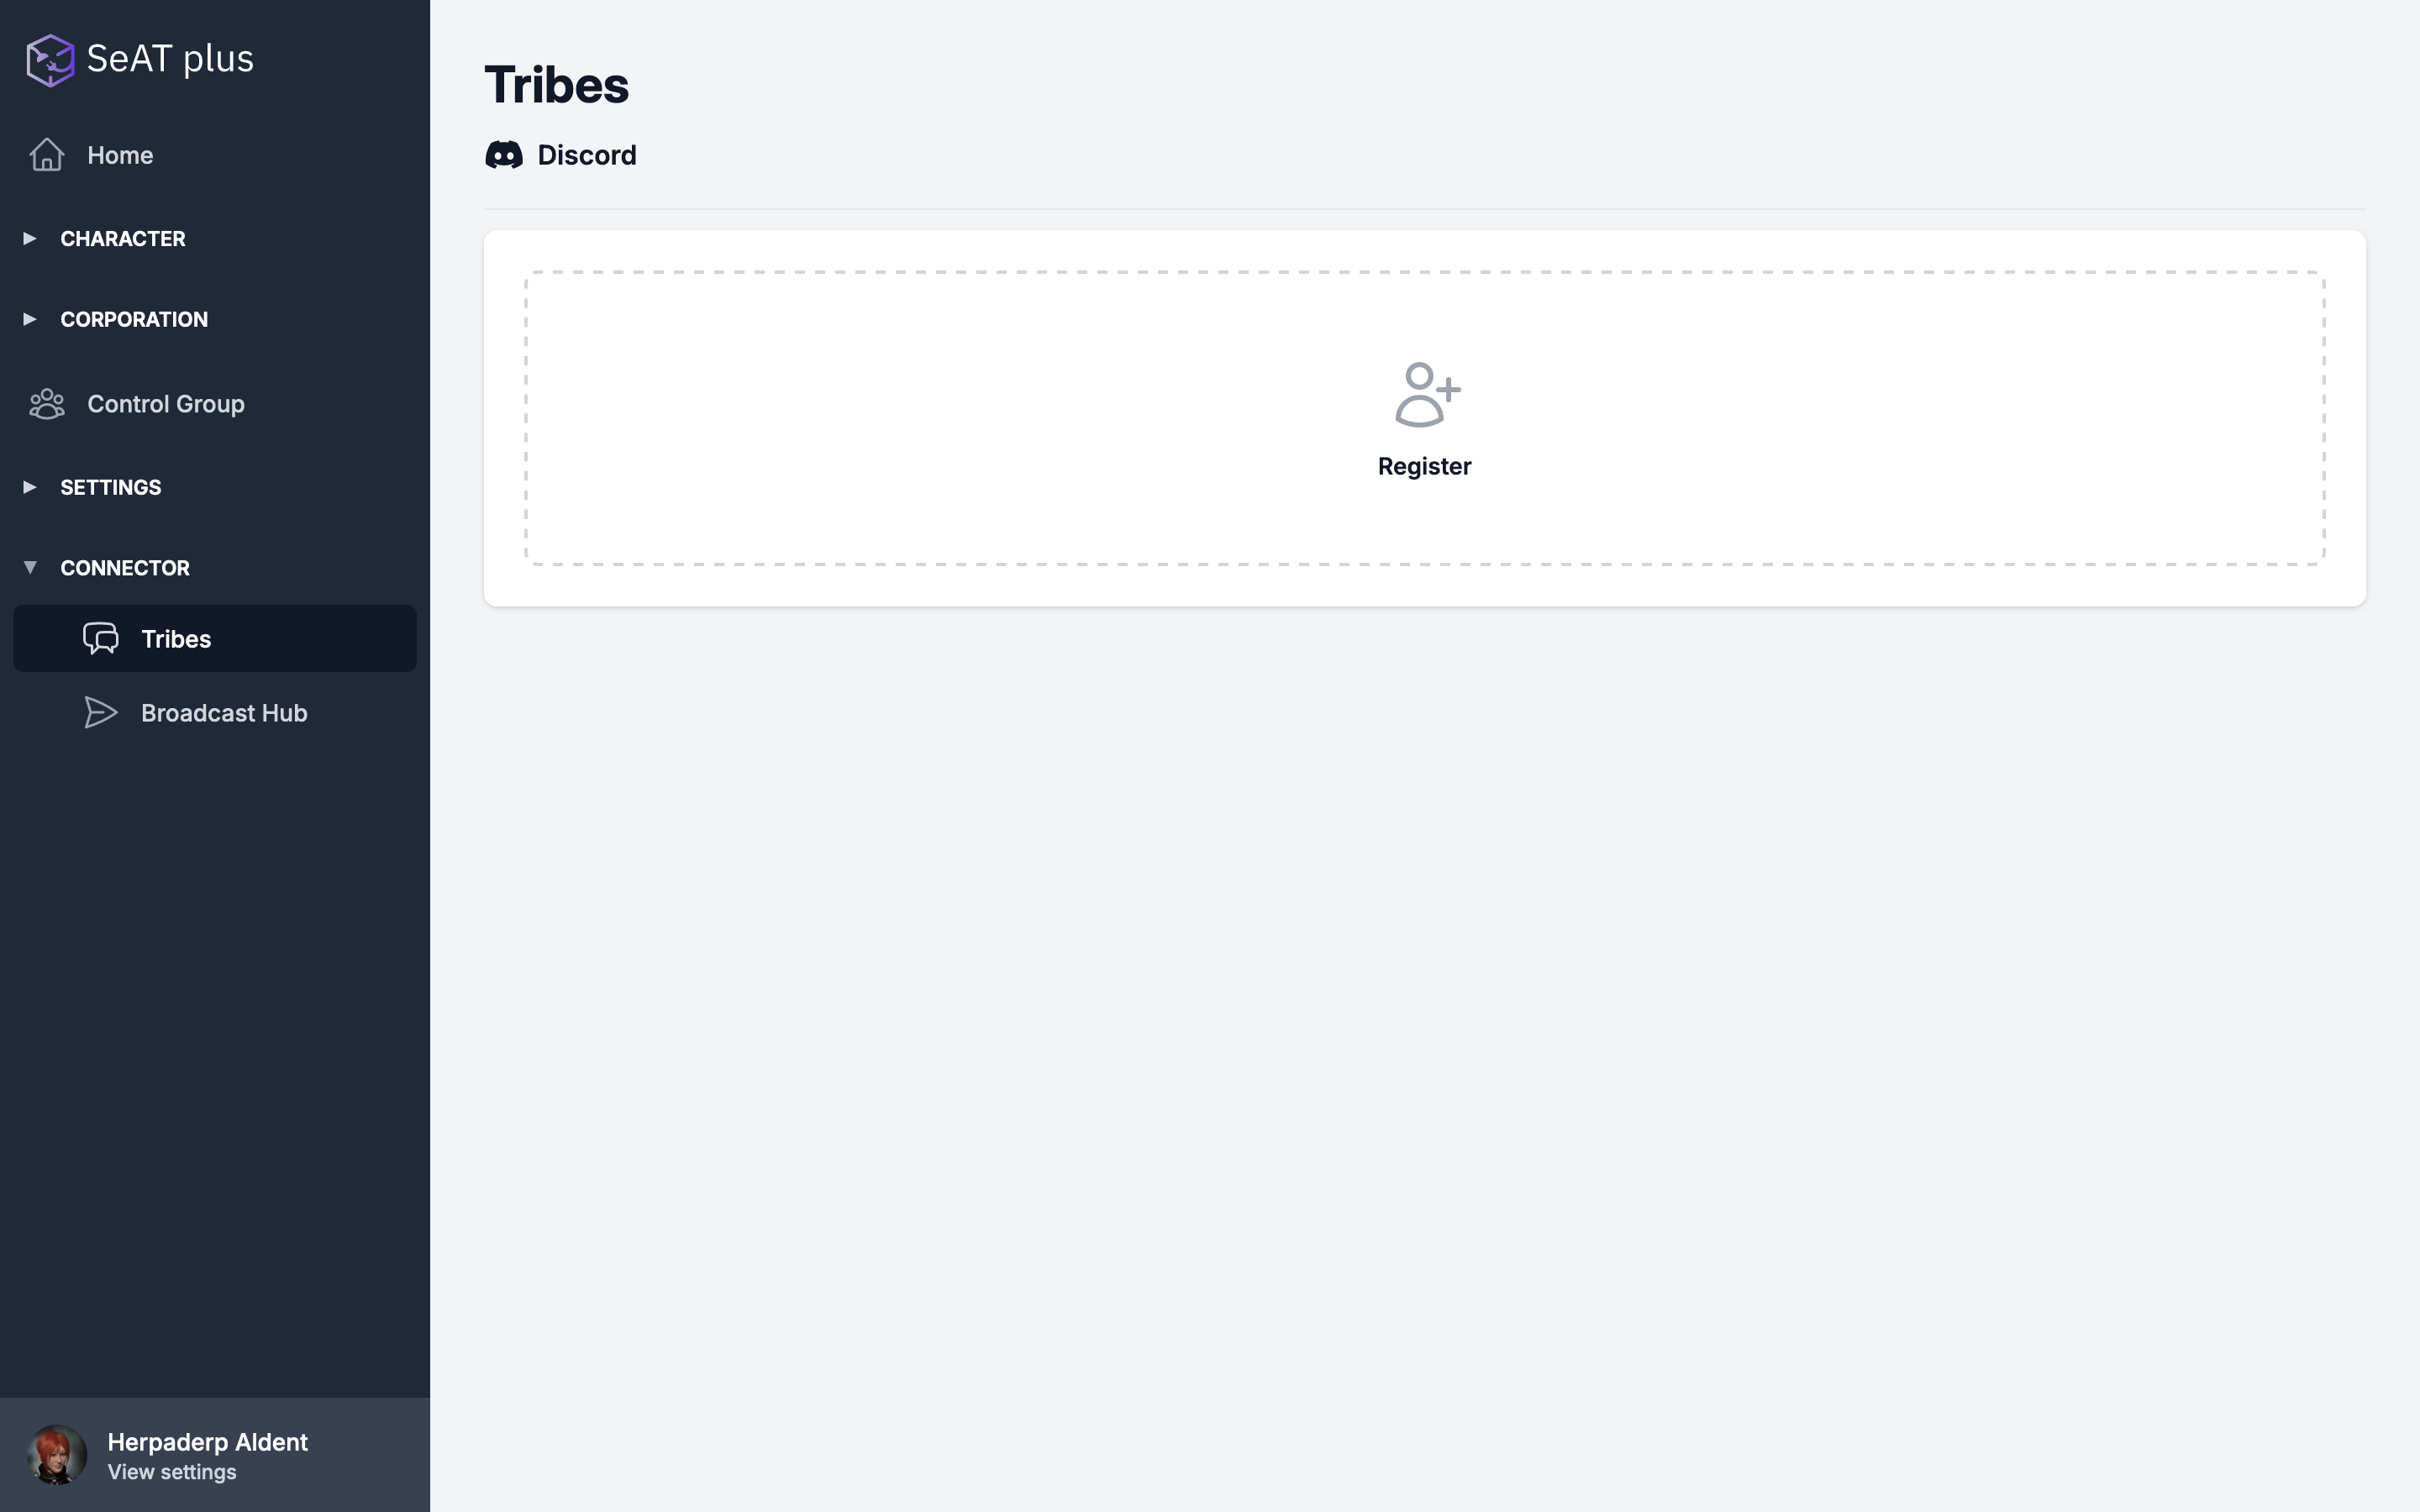 SeAT plus
Home
CHARACTER
CORPORATION
Control Group
SETTINGS
CONNECTOR
Tribes
Broadcast Hub
Herpaderp Aldent
View settings
Tribes
Discord
Register